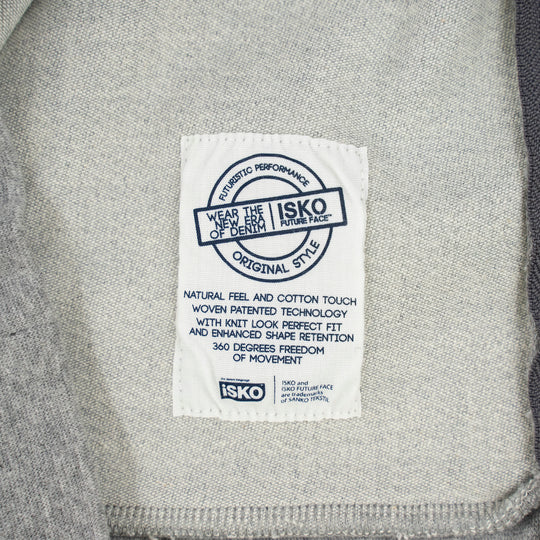 FUTURISTIC PERFORMANCE
WEAR THE
NEW ERA
OF DENIM
ISKO
FUTURE FACE™
ORIGINAL STYLE
NATURAL FEEL AND COTTON TOUCH
WOVEN PATENTED TECHNOLOGY
WITH KNIT LOOK PERFECT FIT
AND ENHANCED SHAPE RETENTION
360 DEGREES FREEDOM
OF MOVEMENT
ISKO
ISKO and
ISKO FUTURE FACE
are trademarks
of SANKO TEKSTİL